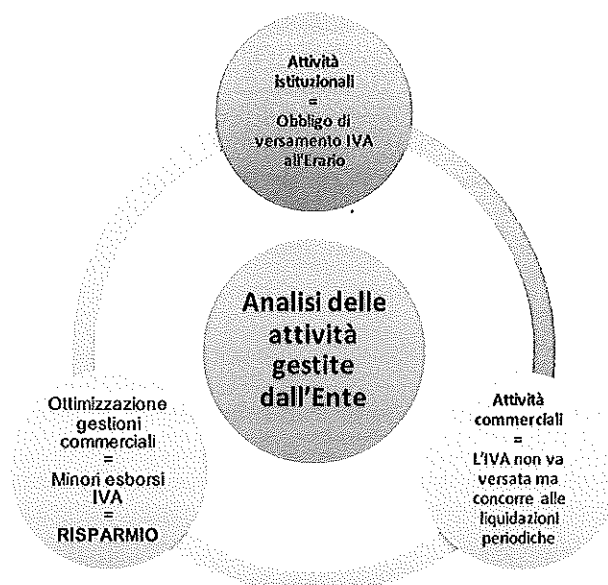 Attività
istituzionali
=
Obbligo di
versamento IVA
all'Erario
Analisi delle
attività
gestite
dall'Ente
Attività
commerciali
=
L'IVA non va
versata ma
concorre alle
liquidazioni
periodiche
Ottimizzazione
gestioni
commerciali
=
Minori esborsi
IVA
=
RISPARMIO